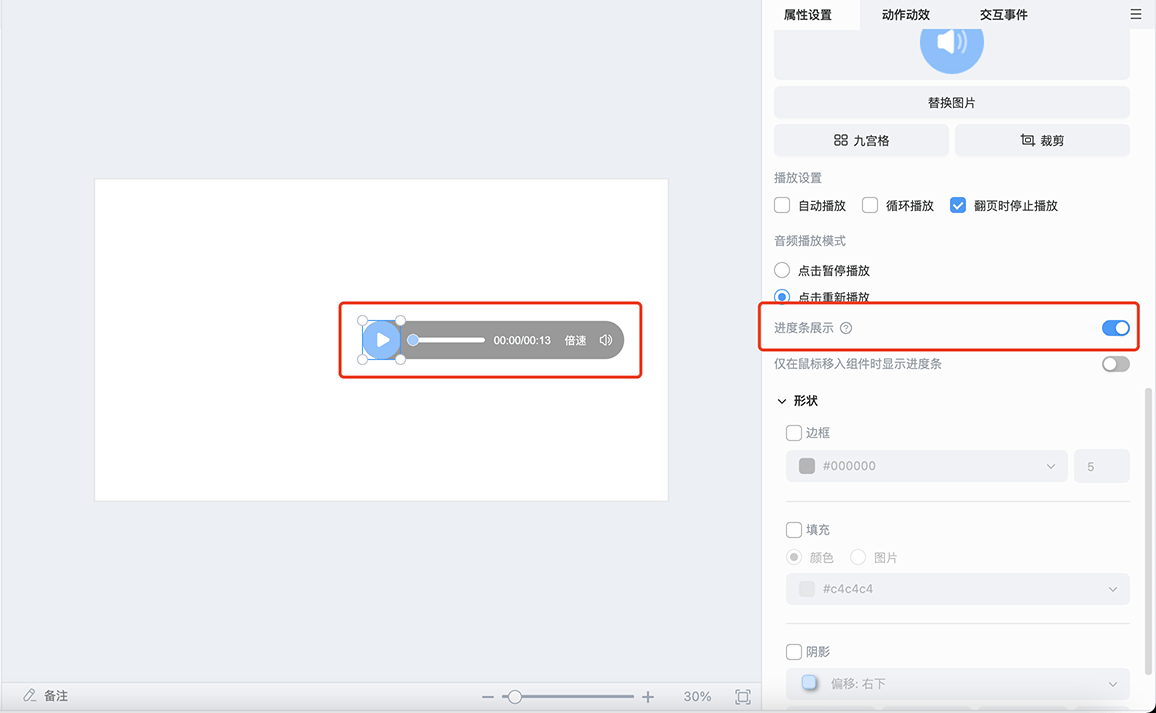 属性设置 动作动效 交互事件
替换图片
九宫格 裁剪
播放设置
自动播放 循环播放 翻页时停止播放
音频播放模式
点击暂停播放
点击重新播放
进度条展示 ?
仅在鼠标移入组件时显示进度条
00:00/00:13 倍速
形状
边框
#000000 5
填充
颜色 图片
#c4c4c4
阴影
偏移: 右下
备注 30%